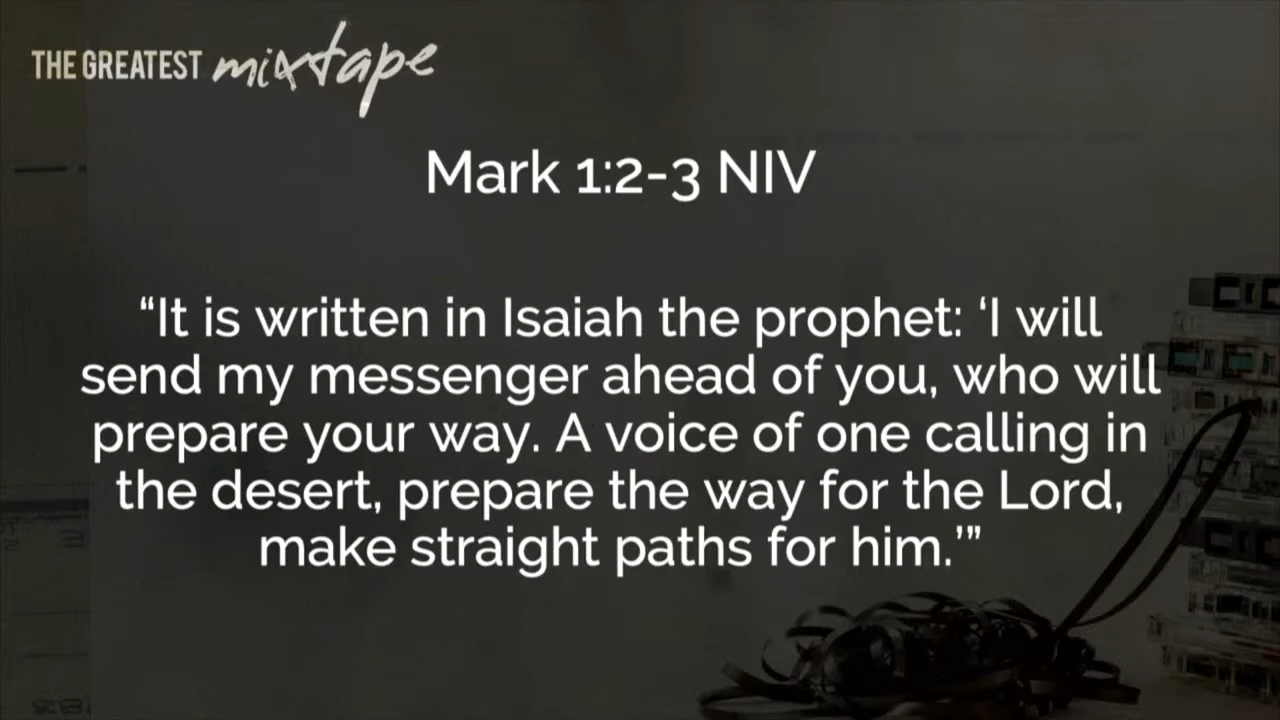 THE GREATEST mixtape
Mark 1:2-3 NIV
“It is written in Isaiah the prophet: ‘I will
send my messenger ahead of you, who will
prepare your way. A voice of one calling in
the desert, prepare the way for the Lord,
make straight paths for him.’”